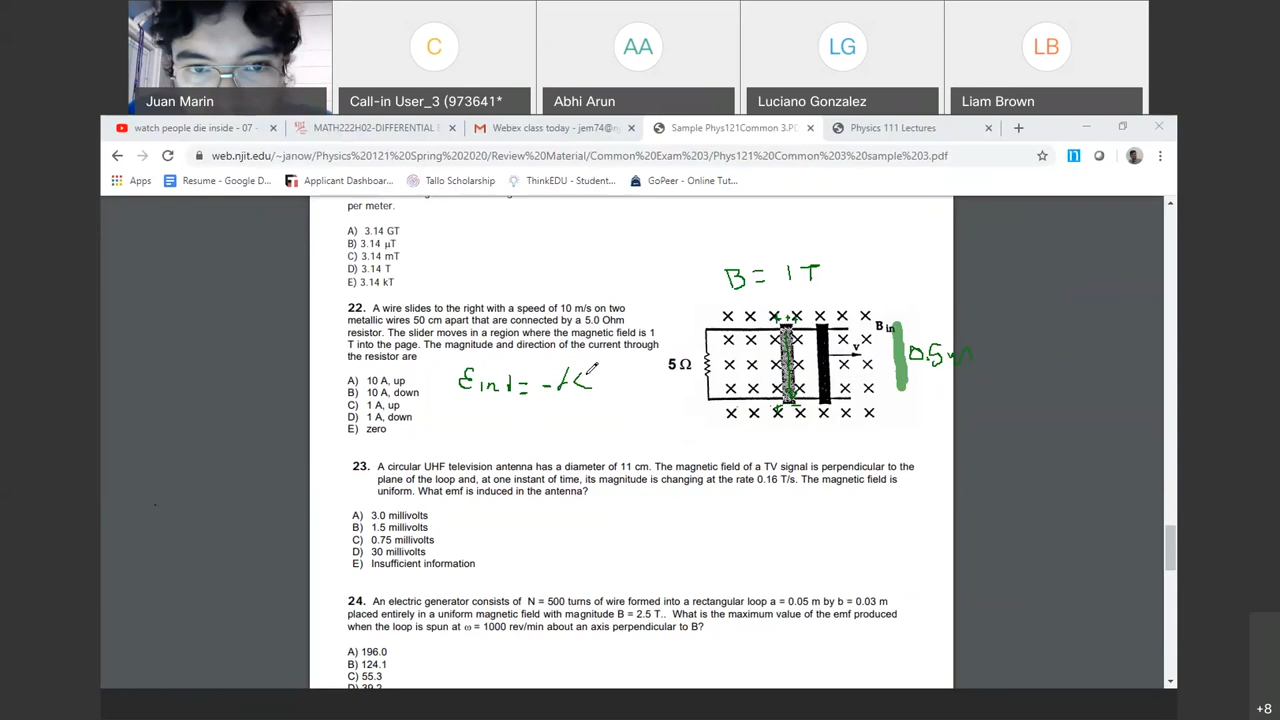 C
AA
LG
LB
Juan Marin
Call-in User_3 (973641*
Abhi Arun
Luciano Gonzalez
Liam Brown
watch people die inside - 07 -
MATH222H02-DIFFERENTIAL E
Webex class today - jem74@nj
Sample Phys121Common 3.PD
Physics 111 Lectures
web.njit.edu/~janow/Physics%20121%20Spring%202020/Review%20Material/Common%20Exam%203/Phys121%20Common%203%20sample%203.pdf
Apps
Resume - Google D...
Applicant Dashboar...
Tallo Scholarship
ThinkEDU - Student...
GoPeer - Online Tut...
per meter.
A) 3.14 GT
B) 3.14 μT
C) 3.14 mT
D) 3.14 T
E) 3.14 kT
B = 1 T
22. A wire slides to the right with a speed of 10 m/s on two
metallic wires 50 cm apart that are connected by a 5.0 Ohm
resistor. The slider moves in a region where the magnetic field is 1
T into the page. The magnitude and direction of the current through
the resistor are
A) 10 A, up
B) 10 A, down
C) 1 A, up
D) 1 A, down
E) zero
Ɛind = -d
B in
v
5 Ω
0.5 m
23. A circular UHF television antenna has a diameter of 11 cm. The magnetic field of a TV signal is perpendicular to the
plane of the loop and, at one instant of time, its magnitude is changing at the rate 0.16 T/s. The magnetic field is
uniform. What emf is induced in the antenna?
A) 3.0 millivolts
B) 1.5 millivolts
C) 0.75 millivolts
D) 30 millivolts
E) Insufficient information
24. An electric generator consists of N = 500 turns of wire formed into a rectangular loop a = 0.05 m by b = 0.03 m
placed entirely in a uniform magnetic field with magnitude B = 2.5 T.. What is the maximum value of the emf produced
when the loop is spun at ω = 1000 rev/min about an axis perpendicular to B?
A) 196.0
B) 124.1
C) 55.3
D) 39.2
+8